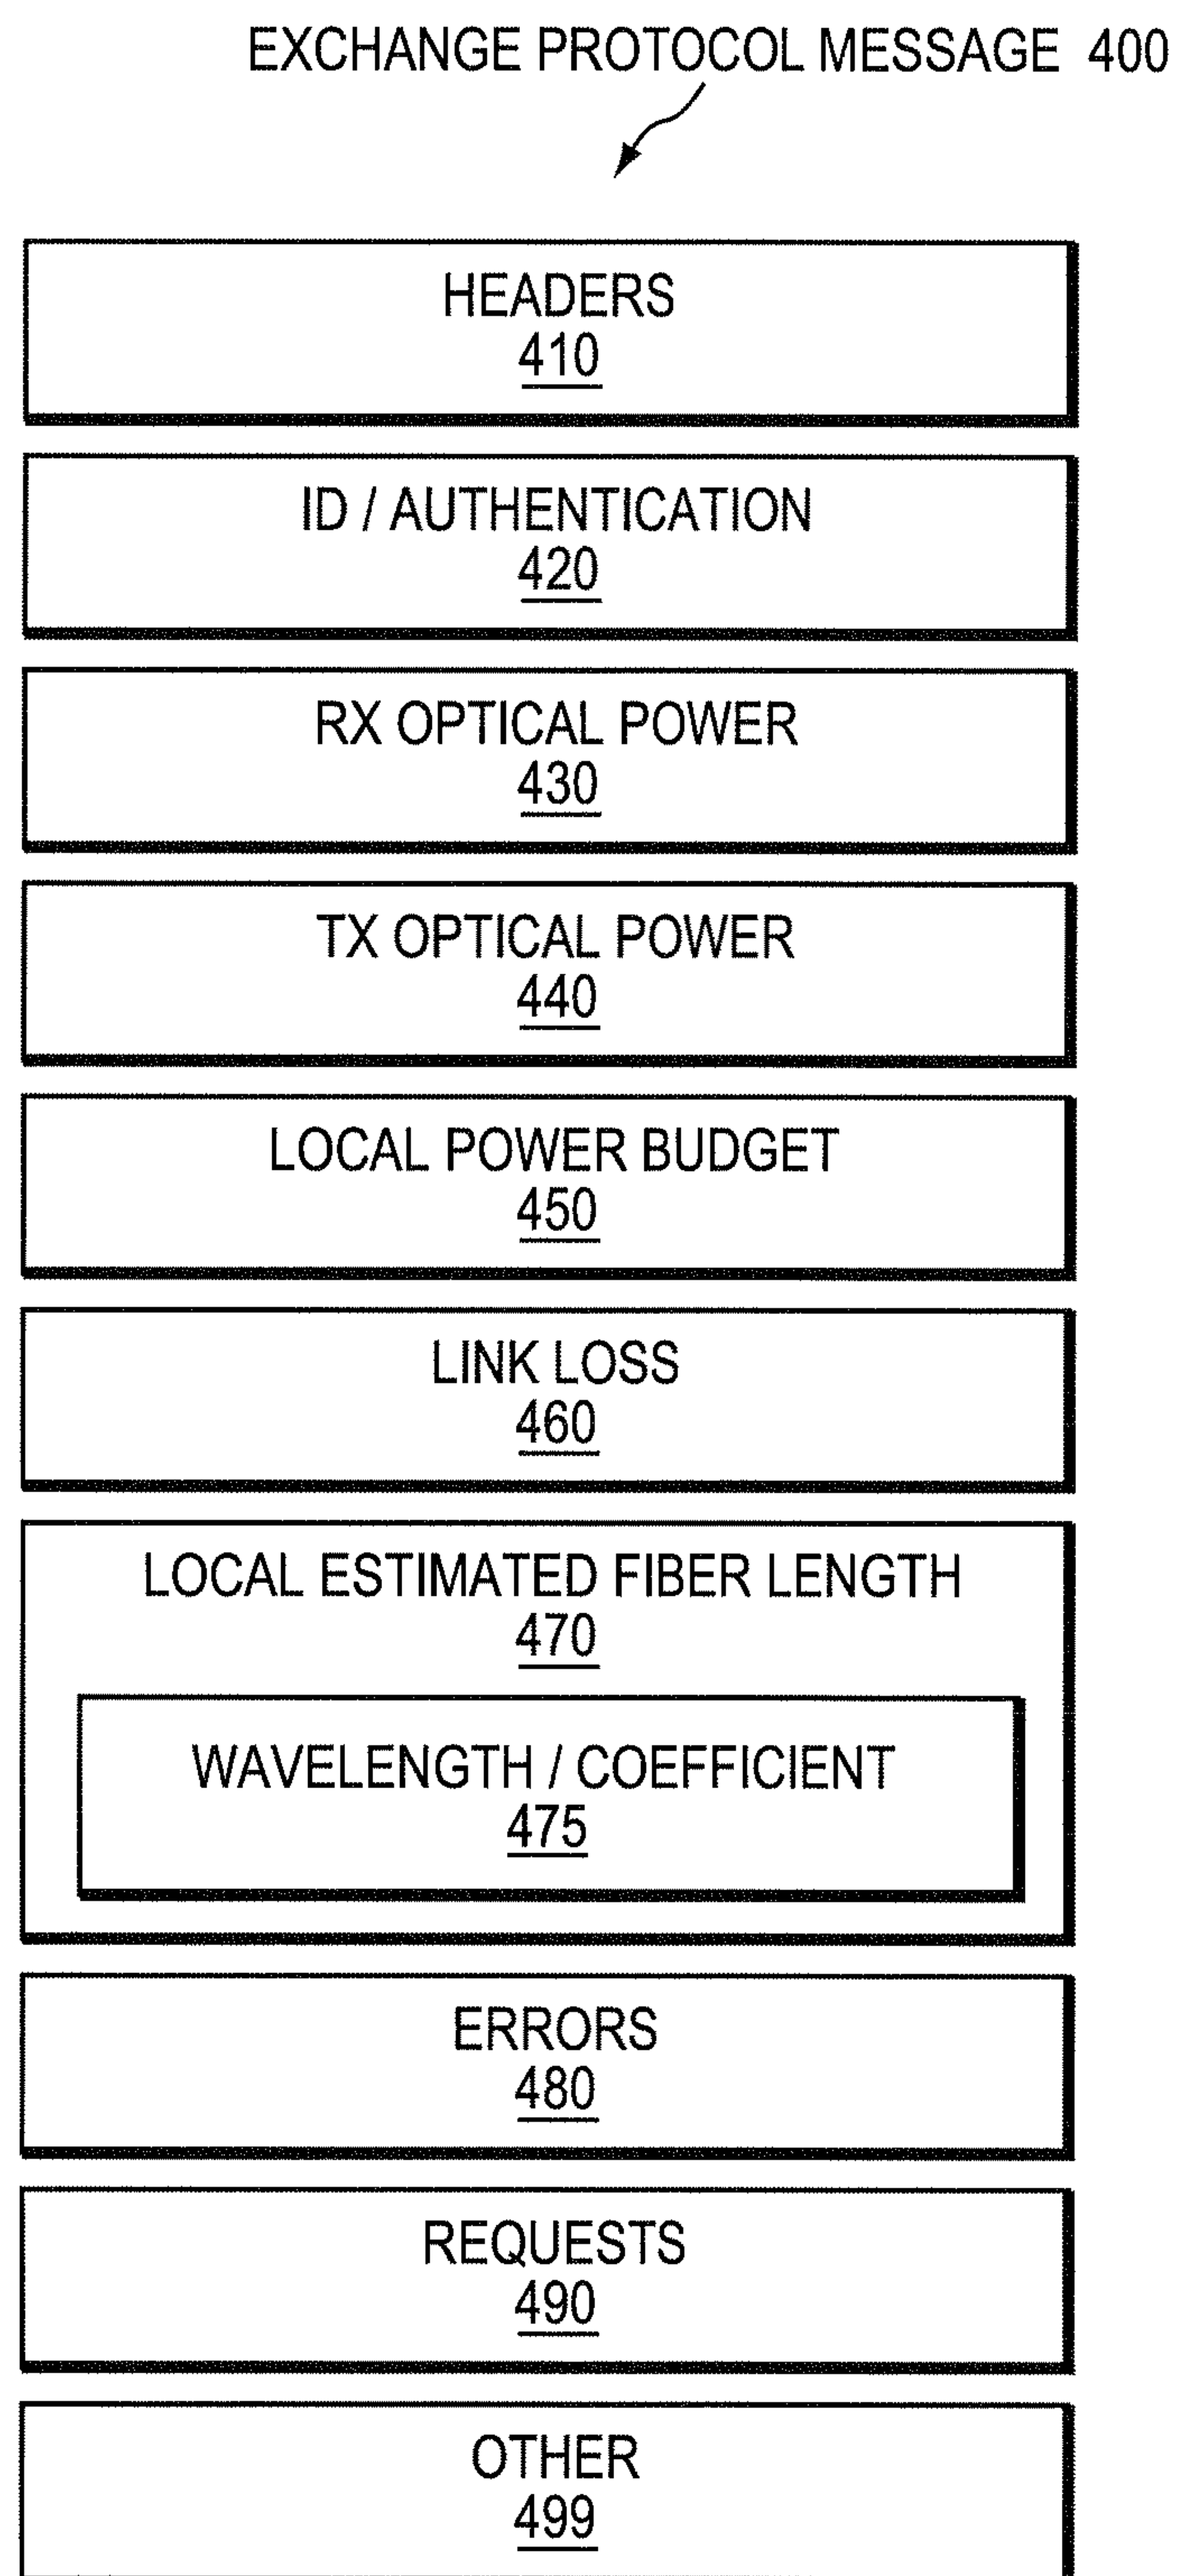 EXCHANGE PROTOCOL MESSAGE 400
HEADERS
410
ID / AUTHENTICATION
420
RX OPTICAL POWER
430
TX OPTICAL POWER
440
LOCAL POWER BUDGET
450
LINK LOSS
460
LOCAL ESTIMATED FIBER LENGTH
470
WAVELENGTH / COEFFICIENT
475
ERRORS
480
REQUESTS
490
OTHER
499